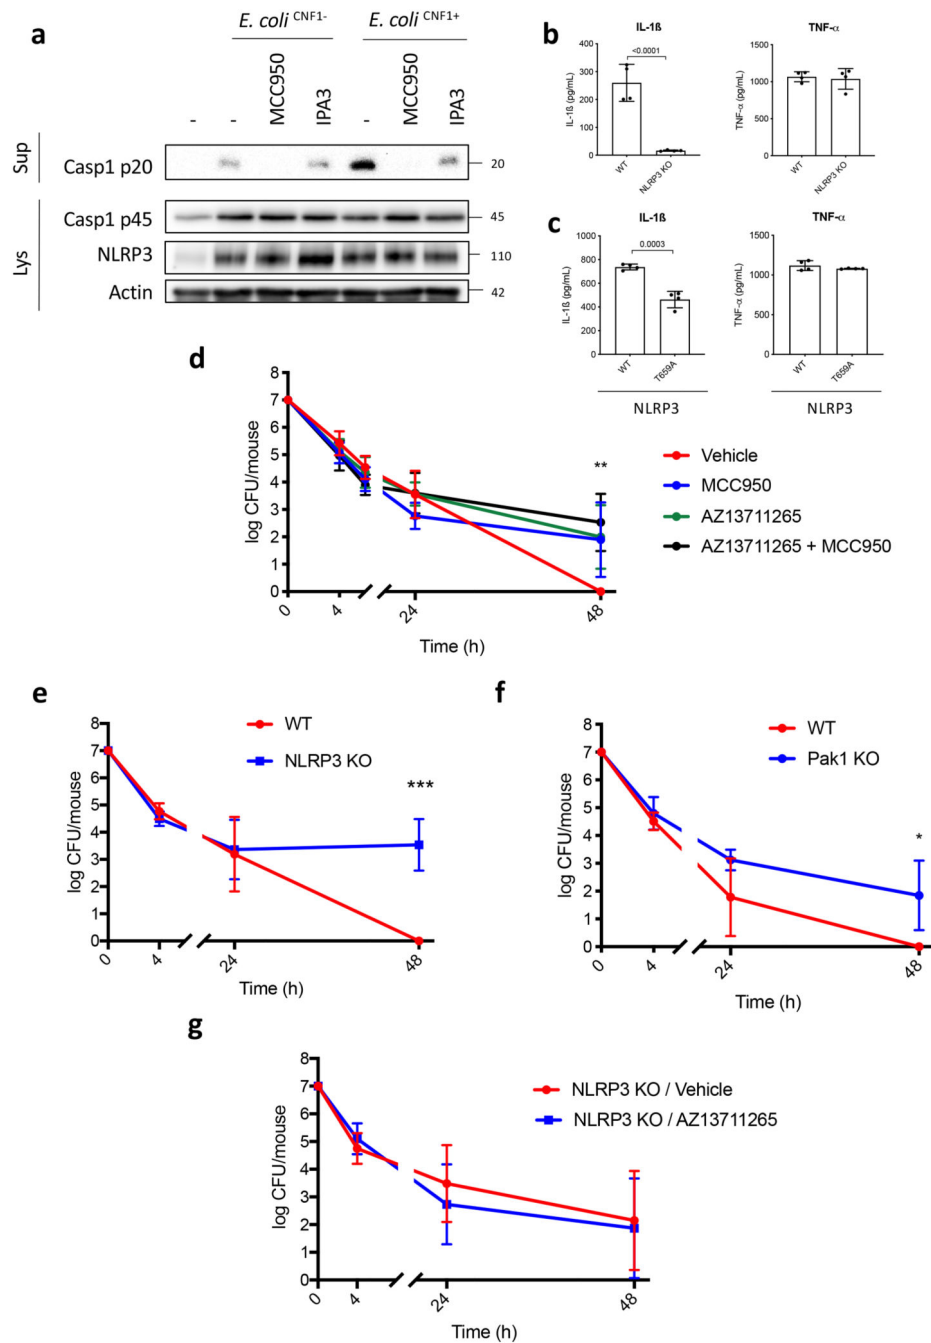 a
E. coli CNF1-
E. coli CNF1+
-
-
MCC950
IPA3
-
MCC950
IPA3
Sup
Casp1 p20
20
Lys
Casp1 p45
45
NLRP3
110
Actin
42
b
IL-1ß
<0.0001
IL-1ß (pg/mL)
400
300
200
100
0
WT
NLRP3 KO
TNF-α
TNF-α (pg/mL)
1500
1000
500
0
WT
NLRP3 KO
c
IL-1ß
0.0003
IL-1ß (pg/mL)
800
600
400
200
0
WT
T659A
NLRP3
TNF-α
TNF-α (pg/mL)
1500
1000
500
0
WT
T659A
NLRP3
d
log CFU/mouse
8
7
6
5
4
3
2
1
0
0
4
24
48
Time (h)
**
Vehicle
MCC950
AZ13711265
AZ13711265 + MCC950
e
log CFU/mouse
8
7
6
5
4
3
2
1
0
0
4
24
48
Time (h)
WT
NLRP3 KO
***
f
log CFU/mouse
8
7
6
5
4
3
2
1
0
0
4
24
48
Time (h)
WT
Pak1 KO
*
g
log CFU/mouse
8
7
6
5
4
3
2
1
0
0
4
24
48
Time (h)
NLRP3 KO / Vehicle
NLRP3 KO / AZ13711265